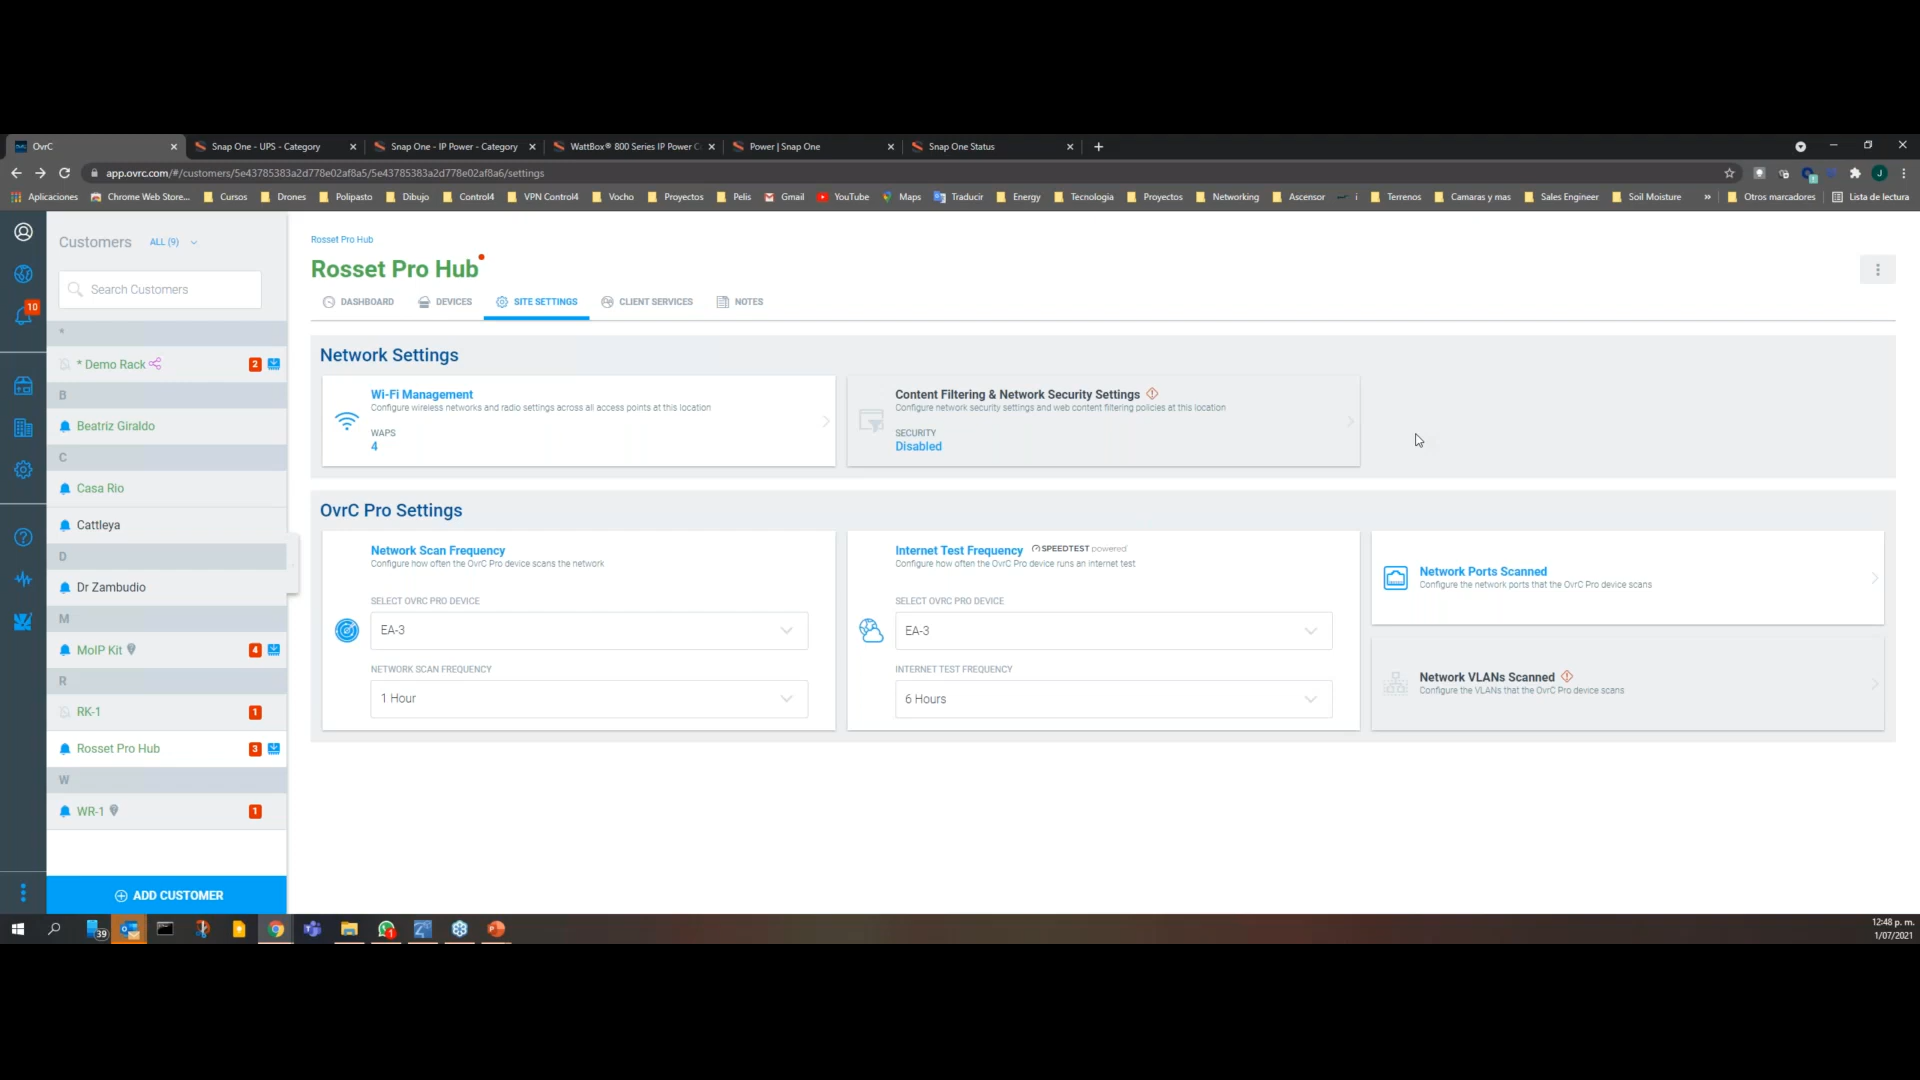 OvrC
Snap One - UPS - Category
Snap One - IP Power - Category
WattBox® 800 Series IP Power C
Power | Snap One
Snap One Status
app.ovrc.com/#/customers/5e43785383a2d778e02af8a5/5e43785383a2d778e02af8a6/settings
Aplicaciones
Chrome Web Store...
Cursos
Drones
Polipasto
Dibujo
Control4
VPN Control4
Vocho
Proyectos
Pelis
Gmail
YouTube
Maps
Traducir
Energy
Tecnologia
Proyectos
Networking
Ascensor
i
Terrenos
Camaras y mas
Sales Engineer
Soil Moisture
»
Otros marcadores
Lista de lectura
10
Customers ALL (9)
Search Customers
*
* Demo Rack 2
B
Beatriz Giraldo
C
Casa Rio
Cattleya
D
Dr Zambudio
M
MoIP Kit 4
R
RK-1 1
Rosset Pro Hub 3
W
WR-1 1
ADD CUSTOMER
Rosset Pro Hub
Rosset Pro Hub
DASHBOARD
DEVICES
SITE SETTINGS
CLIENT SERVICES
NOTES
Network Settings
Wi-Fi Management
Configure wireless networks and radio settings across all access points at this location
WAPS
4
Content Filtering & Network Security Settings
Configure network security settings and web content filtering policies at this location
SECURITY
Disabled
OvrC Pro Settings
Network Scan Frequency
Configure how often the OvrC Pro device scans the network
SELECT OVRC PRO DEVICE
EA-3
NETWORK SCAN FREQUENCY
1 Hour
Internet Test Frequency SPEEDTEST powered
Configure how often the OvrC Pro device runs an internet test
SELECT OVRC PRO DEVICE
EA-3
INTERNET TEST FREQUENCY
6 Hours
Network Ports Scanned
Configure the network ports that the OvrC Pro device scans
Network VLANs Scanned
Configure the VLANs that the OvrC Pro device scans
39
1
12:48 p. m.
1/07/2021